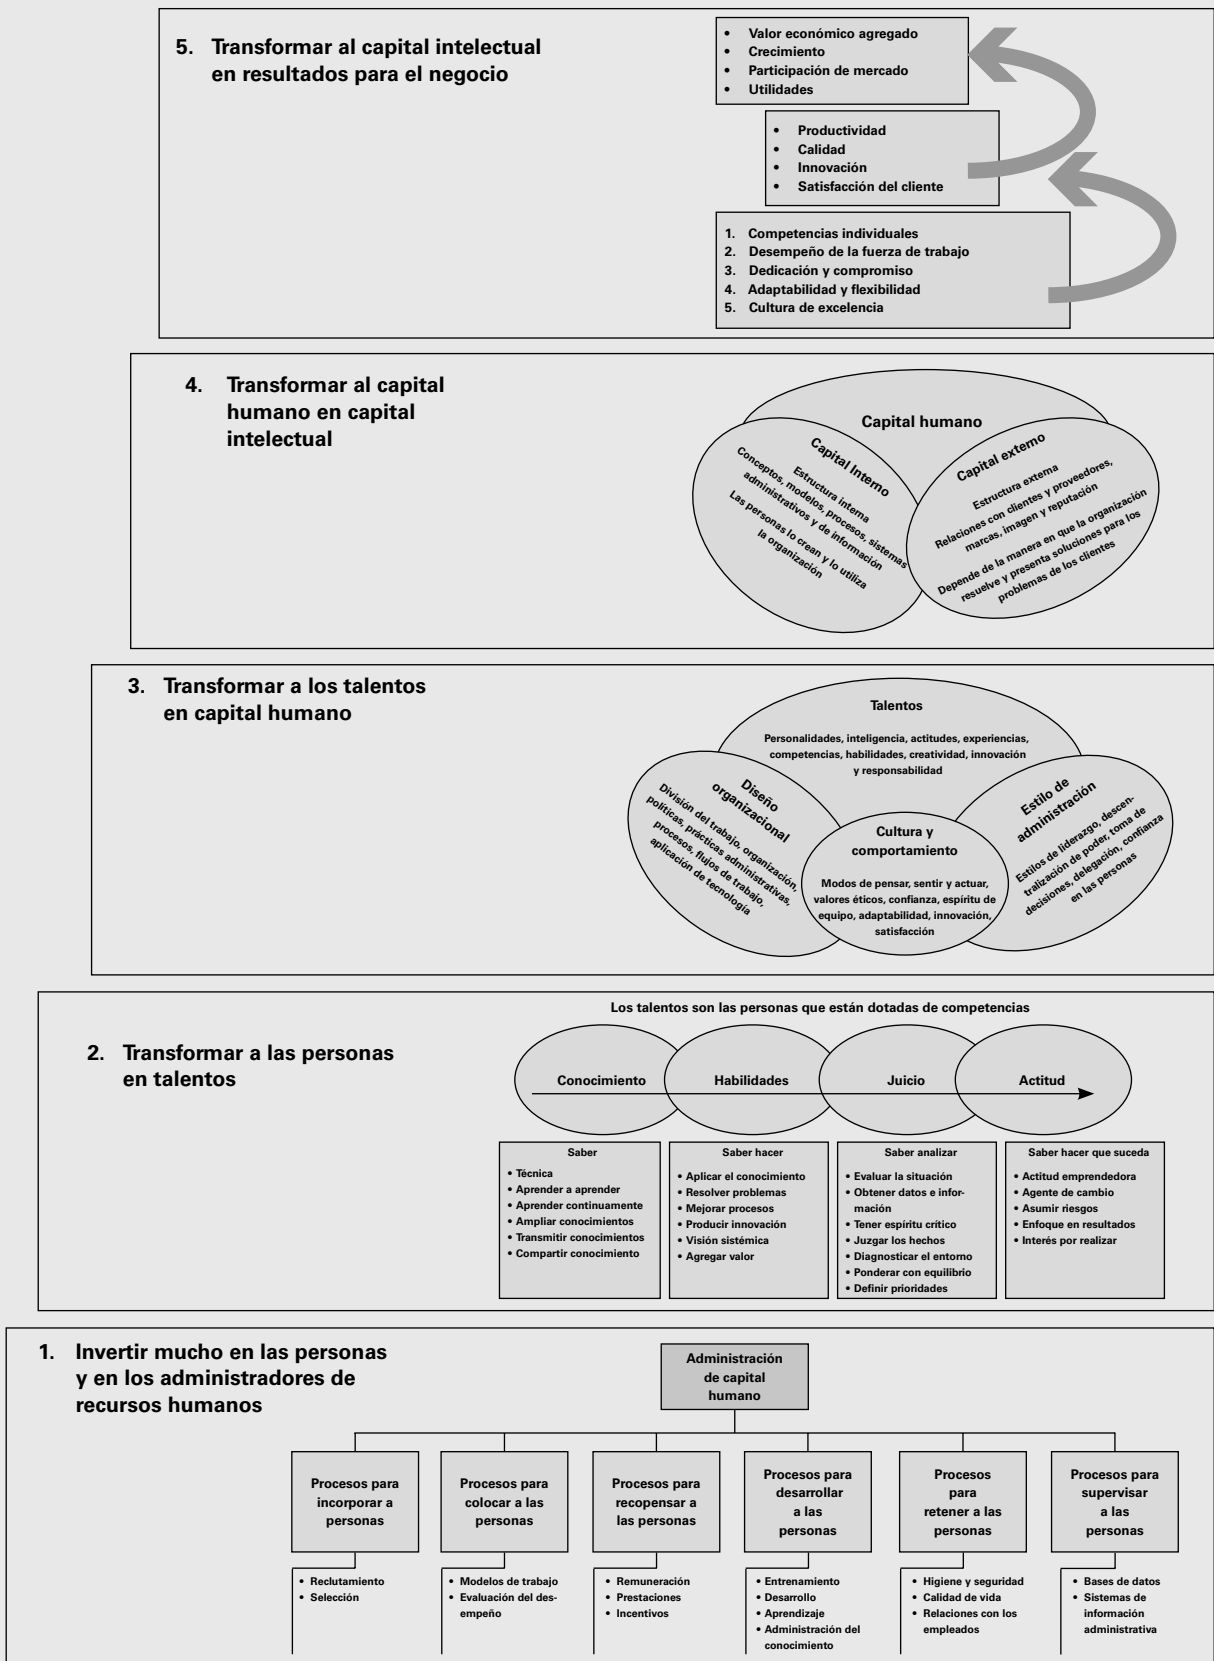 5. Transformar al capital intelectual
en resultados para el negocio
• Valor económico agregado
• Crecimiento
• Participación de mercado
• Utilidades
• Productividad
• Calidad
• Innovación
• Satisfacción del cliente
1. Competencias individuales
2. Desempeño de la fuerza de trabajo
3. Dedicación y compromiso
4. Adaptabilidad y flexibilidad
5. Cultura de excelencia
4. Transformar al capital
humano en capital
intelectual
Capital humano
Capital Interno
Estructura interna
Conceptos, modelos, procesos, sistemas
administrativos y de información
Las personas lo crean y lo utiliza
la organización
Capital externo
Estructura externa
Relaciones con clientes y proveedores,
marcas, imagen y reputación
Depende de la manera en que la organización
resuelve y presenta soluciones para los
problemas de los clientes
3. Transformar a los talentos
en capital humano
Talentos
Personalidades, inteligencia, actitudes, experiencias,
competencias, habilidades, creatividad, innovación
y responsabilidad
Diseño
organizacional
División del trabajo, organización,
políticas, prácticas administrativas,
procesos, flujos de trabajo,
aplicación de tecnología
Cultura y
comportamiento
Modos de pensar, sentir y actuar,
valores éticos, confianza, espíritu de
equipo, adaptabilidad, innovación,
satisfacción
Estilo de
administración
Estilos de liderazgo, descen-
tralización de poder, toma de
decisiones, delegación, confianza
en las personas
2. Transformar a las personas
en talentos
Los talentos son las personas que están dotadas de competencias
Conocimiento
Habilidades
Juicio
Actitud
Saber
• Técnica
• Aprender a aprender
• Aprender continuamente
• Ampliar conocimientos
• Transmitir conocimientos
• Compartir conocimiento
Saber hacer
• Aplicar el conocimiento
• Resolver problemas
• Mejorar procesos
• Producir innovación
• Visión sistémica
• Agregar valor
Saber analizar
• Evaluar la situación
• Obtener datos e infor-
mación
• Tener espíritu crítico
• Juzgar los hechos
• Diagnosticar el entorno
• Ponderar con equilibrio
• Definir prioridades
Saber hacer que suceda
• Actitud emprendedora
• Agente de cambio
• Asumir riesgos
• Enfoque en resultados
• Interés por realizar
1. Invertir mucho en las personas
y en los administradores de
recursos humanos
Administración
de capital
humano
Procesos para
incorporar a
personas
• Reclutamiento
• Selección
Procesos para
colocar a las
personas
• Modelos de trabajo
• Evaluación del des-
empeño
Procesos para
recopensar a
las personas
• Remuneración
• Prestaciones
• Incentivos
Procesos para
desarrollar
a las
personas
• Entrenamiento
• Desarrollo
• Aprendizaje
• Administración del
conocimiento
Procesos
para
retener a las
personas
• Higiene y seguridad
• Calidad de vida
• Relaciones con los
empleados
Procesos para
supervisar
a las
personas
• Bases de datos
• Sistemas de
información
administrativa